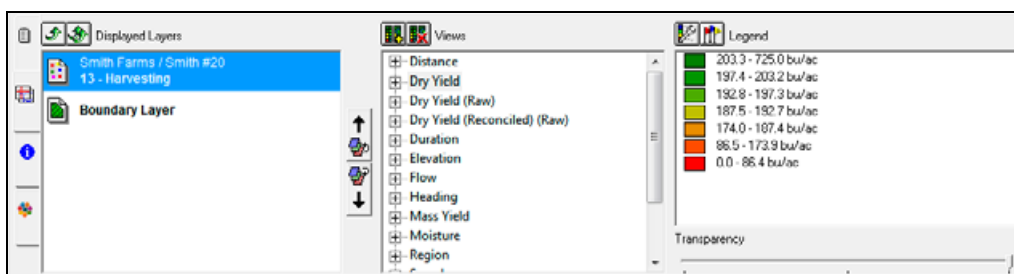 Displayed Layers
Smith Farms / Smith #20
13 - Harvesting
Boundary Layer
Views
Distance
Dry Yield
Dry Yield (Raw)
Dry Yield (Reconciled) (Raw)
Duration
Elevation
Flow
Heading
Mass Yield
Moisture
Region
Legend
203.3 - 725.0 bu/ac
197.4 - 203.2 bu/ac
192.8 - 197.3 bu/ac
187.5 - 192.7 bu/ac
174.0 - 187.4 bu/ac
86.5 - 173.9 bu/ac
0.0 - 86.4 bu/ac
Transparency